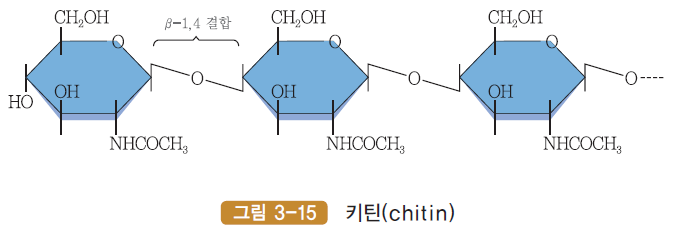 CH₂OH β-1,4 결합 CH₂OH CH₂OH
O O O
O O O
HO OH OH OH
NHCOCH₃ NHCOCH₃ NHCOCH₃
그림 3-15 키틴(chitin)